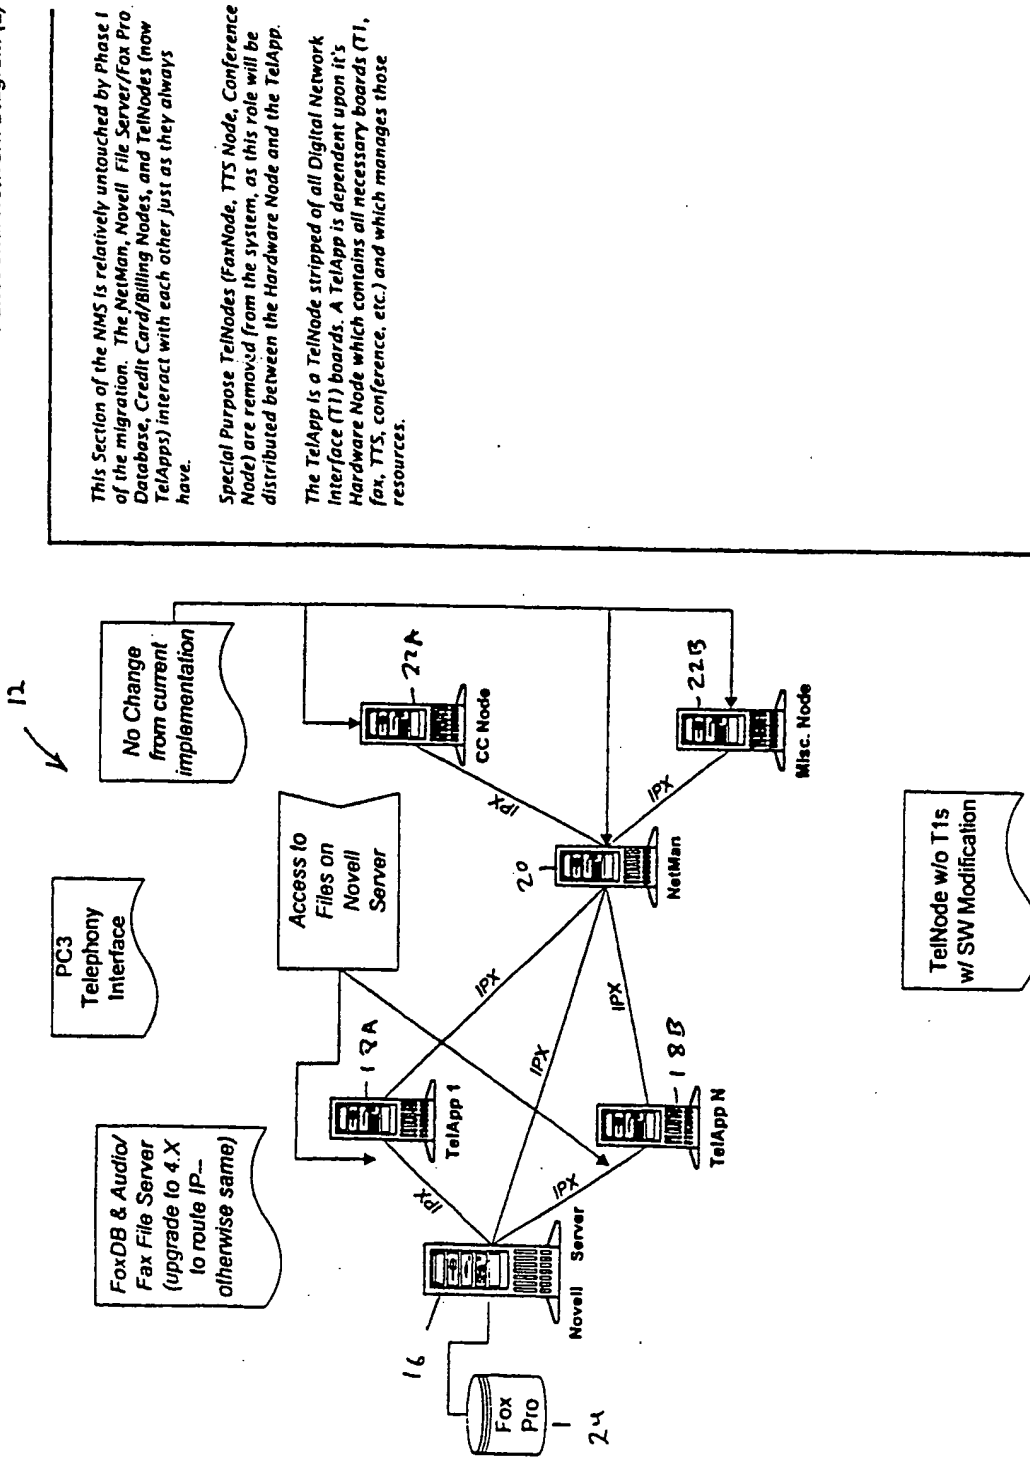 This Section of the NMS is relatively untouched by Phase I
of the migration. The NetMan, Novell File Server/Fox Pro
Database, Credit Card/Billing Nodes, and TelNodes (now
TelApps) interact with each other just as they always
have.
Special Purpose TelNodes (FaxNode, TTS Node, Conference
Node) are removed from the system, as this role will be
distributed between the Hardware Node and the TelApp.
The TelApp is a TelNode stripped of all Digital Network
Interface (T1) boards. A TelApp is dependent upon it's
Hardware Node which contains all necessary boards (T1,
fax, TTS, conference, etc.) and which manages those
resources.
12
No Change
from current
implementation
PC3
Telephony
Interface
FoxDB & Audio/
Fax File Server
(upgrade to 4.X
to route IP--
otherwise same)
Access to
Files on
Novell
Server
22A
CC Node
IPX
20
NetMan
IPX
22B
Misc. Node
18A
TelApp 1
IPX
IPX
IPX
IPX
IPX
18B
TelApp N
16
Novell Server
Fox
Pro
24
TelNode w/o T1s
w/ SW Modification